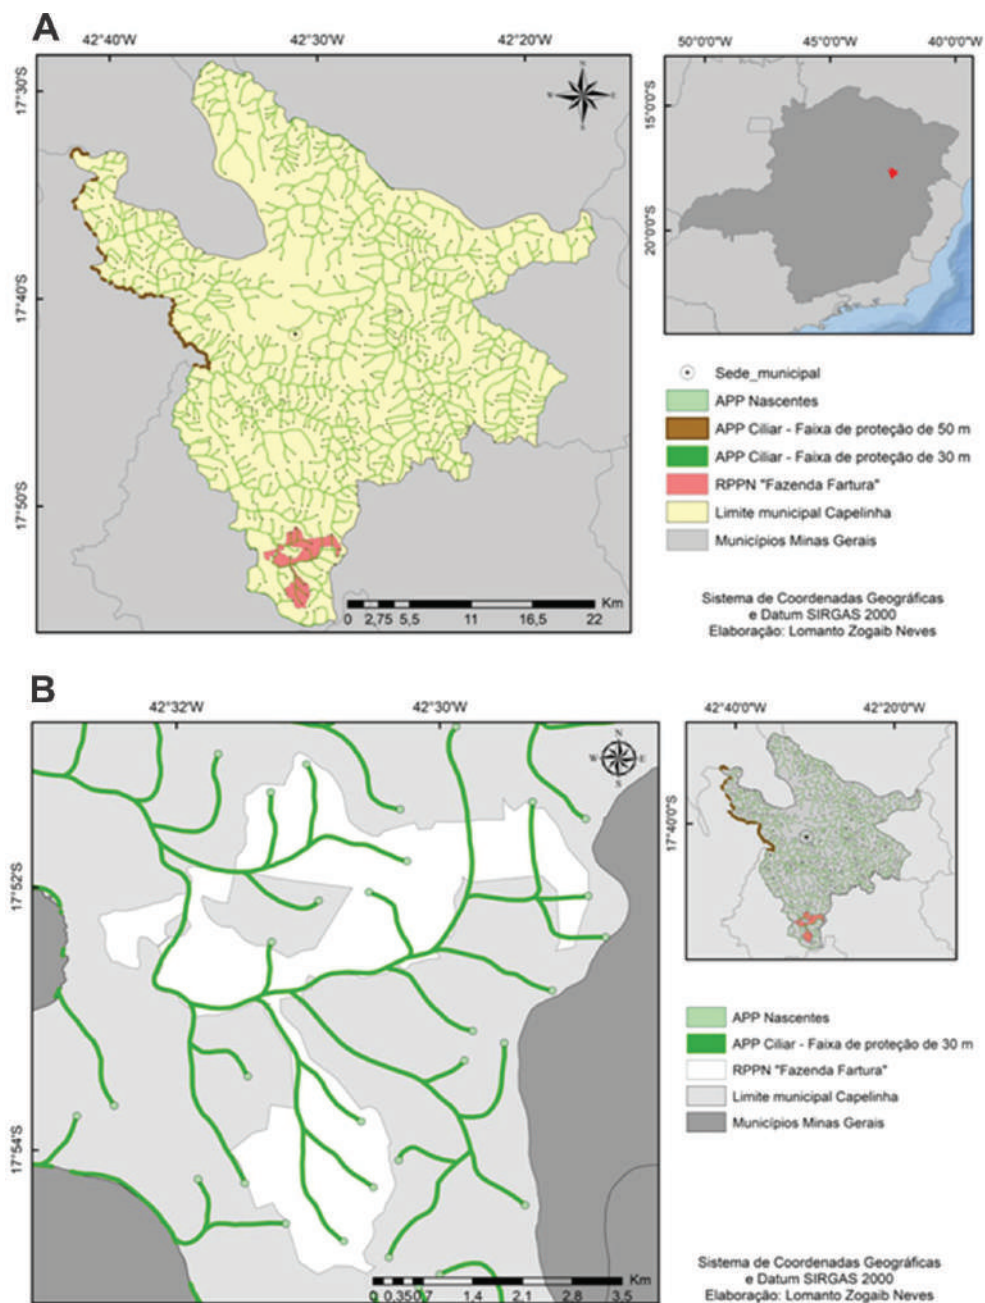 A
42°40'W 42°30'W 42°20'W
17°30'S
17°40'S
17°50'S
N
W E
S
Km
0 2,75 5,5 11 16,5 22
50°0'0"W 45°0'0"W 40°0'0"W
15°0'0"S
20°0'0"S
Sede_municipal
APP Nascentes
APP Ciliar - Faixa de proteção de 50 m
APP Ciliar - Faixa de proteção de 30 m
RPPN "Fazenda Fartura"
Limite municipal Capelinha
Municípios Minas Gerais
Sistema de Coordenadas Geográficas
e Datum SIRGAS 2000
Elaboração: Lomanto Zogaib Neves
B
42°32'W 42°30'W
17°52'S
17°54'S
N
W E
S
Km
0 0,35 0,7 1,4 2,1 2,8 3,5
42°40'0"W 42°20'0"W
17°40'0"S
APP Nascentes
APP Ciliar - Faixa de proteção de 30 m
RPPN "Fazenda Fartura"
Limite municipal Capelinha
Municípios Minas Gerais
Sistema de Coordenadas Geográficas
e Datum SIRGAS 2000
Elaboração: Lomanto Zogaib Neves